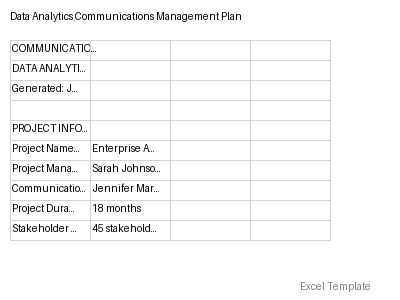 Data Analytics Communications Management Plan
COMMUNICATIO...
DATA ANALYTI...
Generated: J...
PROJECT INFO...
Project Name... Enterprise A...
Project Mana... Sarah Johnso...
Communicatio... Jennifer Mar...
Project Dura... 18 months
Stakeholder ... 45 stakehold...
Excel Template